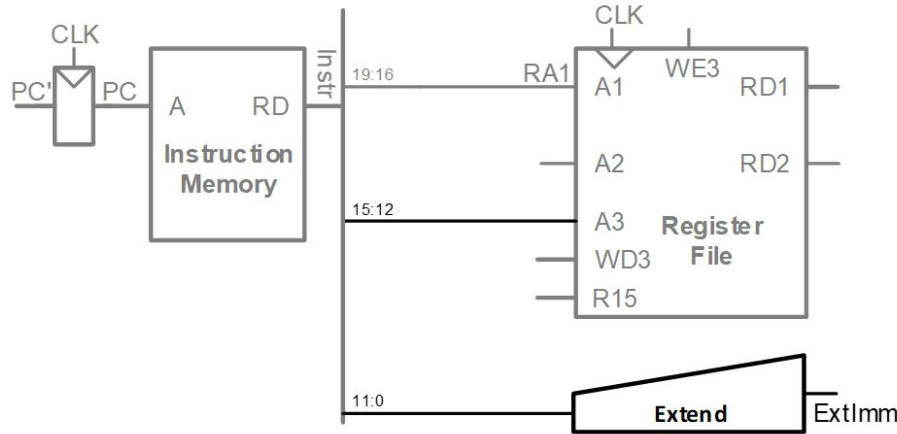 CLK
PC'
PC
A
RD
Instruction
Memory
Instr
19:16
RA1
CLK
WE3
A1
RD1
A2
RD2
15:12
A3
WD3
R15
Register
File
11:0
Extend
ExtImm